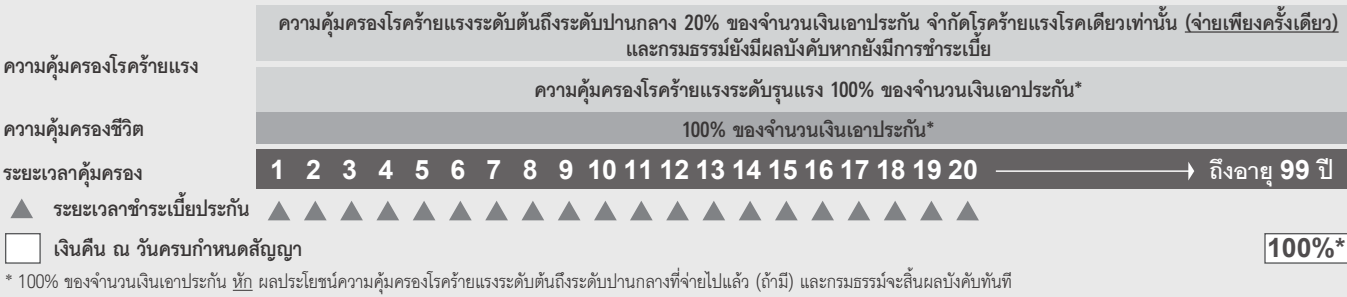 ความคุ้มครองโรคร้ายแรงระดับต้นถึงระดับปานกลาง 20% ของจำนวนเงินเอาประกัน จำกัดโรคร้ายแรงโรคเดียวเท่านั้น (จ่ายเพียงครั้งเดียว)
และกรมธรรม์ยังมีผลบังคับหากยังมีการชำระเบี้ย
ความคุ้มครองโรคร้ายแรง
ความคุ้มครองโรคร้ายแรงระดับรุนแรง 100% ของจำนวนเงินเอาประกัน*
ความคุ้มครองชีวิต 100% ของจำนวนเงินเอาประกัน*
ระยะเวลาคุ้มครอง 1 2 3 4 5 6 7 8 9 10 11 12 13 14 15 16 17 18 19 20 ถึงอายุ 99 ปี
ระยะเวลาชำระเบี้ยประกัน
เงินคืน ณ วันครบกำหนดสัญญา 100%*
* 100% ของจำนวนเงินเอาประกัน หัก ผลประโยชน์ความคุ้มครองโรคร้ายแรงระดับต้นถึงระดับปานกลางที่จ่ายไปแล้ว (ถ้ามี) และกรมธรรม์จะสิ้นผลบังคับทันที